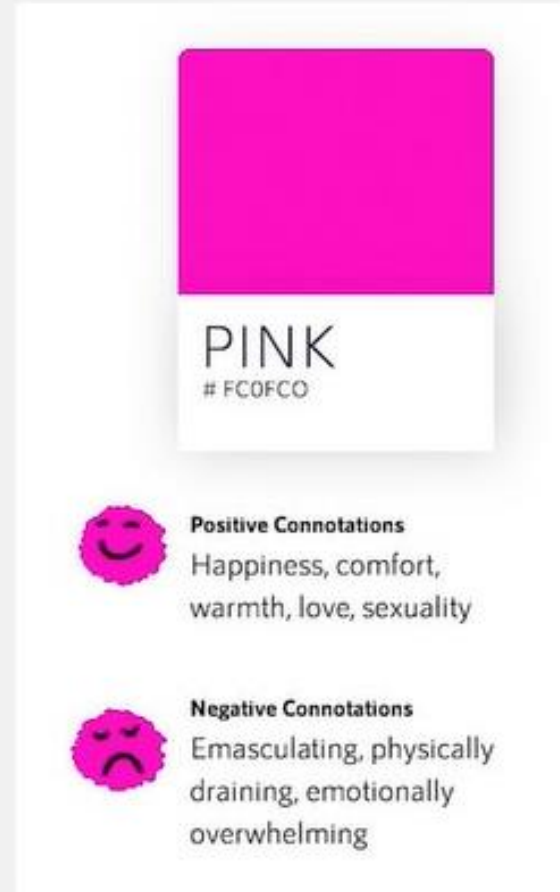 PINK
# FC0FC0
Positive Connotations
Happiness, comfort,
warmth, love, sexuality
Negative Connotations
Emasculating, physically
draining, emotionally
overwhelming